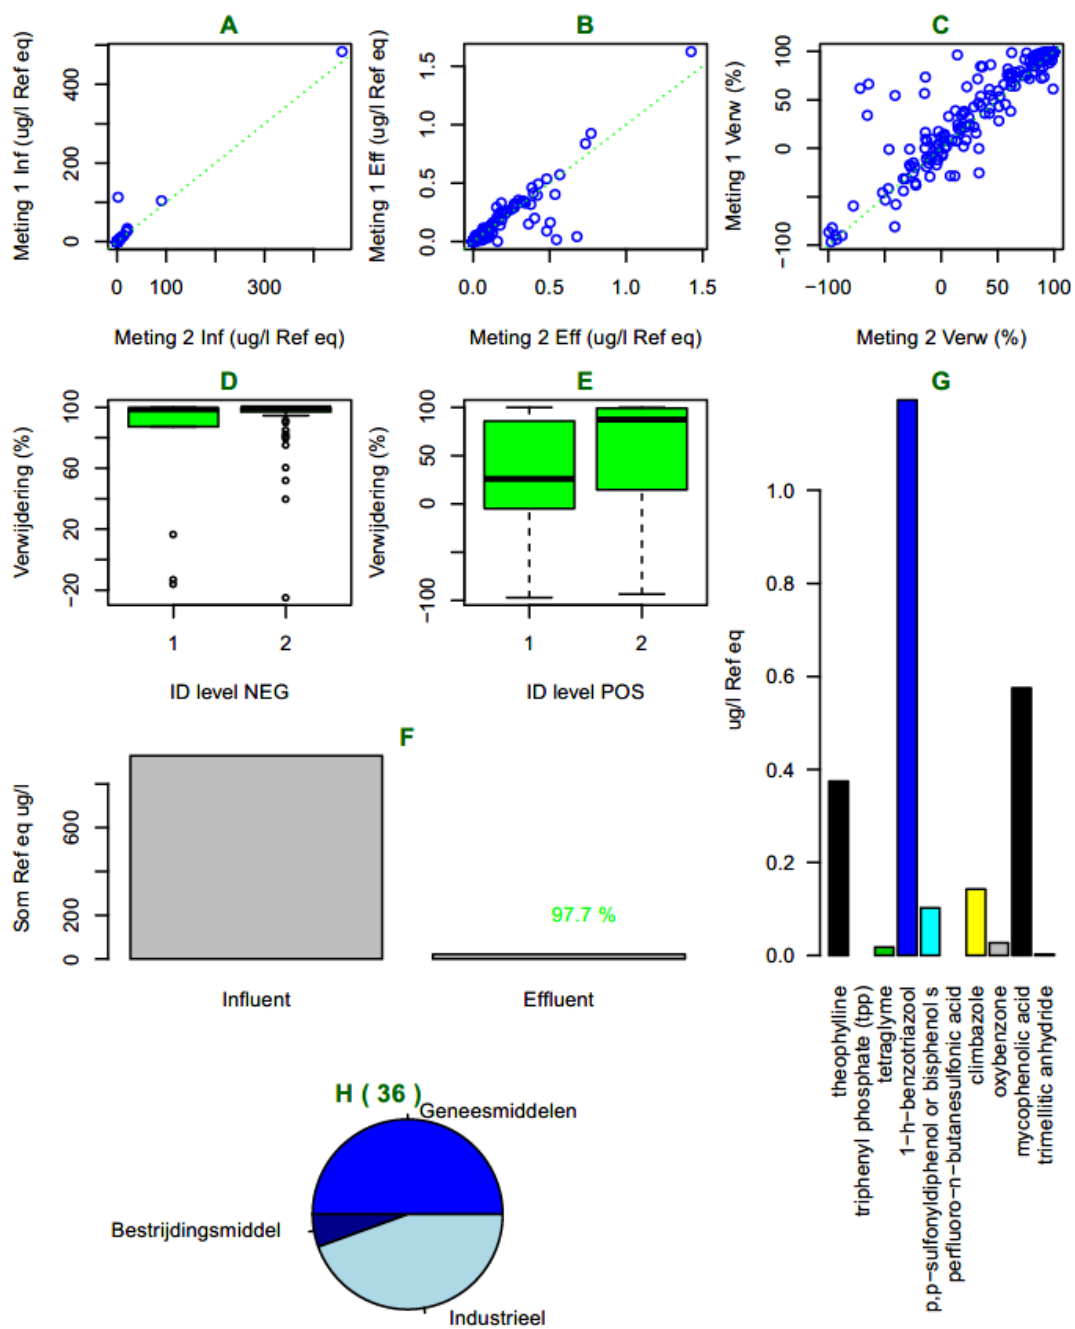 A
Meting 1 Inf (ug/l Ref eq)
400
200
0
0 100 300
Meting 2 Inf (ug/l Ref eq)
B
Meting 1 Eff (ug/l Ref eq)
1.5
1.0
0.5
0.0
0.0 0.5 1.0 1.5
Meting 2 Eff (ug/l Ref eq)
C
Meting 1 Verw (%)
100
50
0
−100
−100 0 50 100
Meting 2 Verw (%)
D
Verwijdering (%)
100
60
20
−20
1 2
ID level NEG
E
Verwijdering (%)
100
50
0
−100
1 2
ID level POS
F
Som Ref eq ug/l
600
200
0
97.7 %
Influent Effluent
G
ug/l Ref eq
1.0
0.8
0.6
0.4
0.2
0.0
theophylline
triphenyl phosphate (tpp)
tetraglyme
1−h−benzotriazool
p,p−sulfonyldiphenol or bisphenol s
perfluoro−n−butanesulfonic acid
climbazole
oxybenzone
mycophenolic acid
trimellitic anhydride
H ( 36 )
Geneesmiddelen
Bestrijdingsmiddel
Industrieel